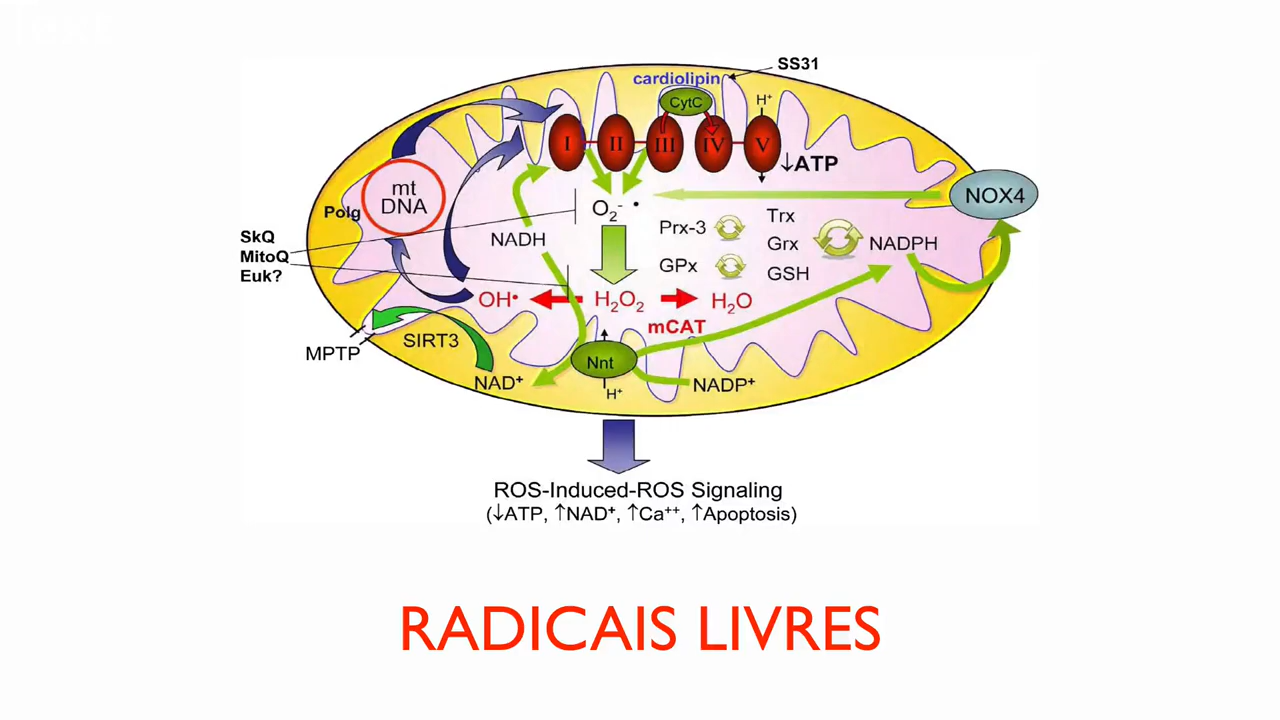 SS31
cardiolipin
CytC
H⁺
I
II
III
IV
V
↓ATP
mt
DNA
Polg
NOX4
O₂⁻ •
Prx-3
Trx
Grx
NADPH
SkQ
MitoQ
Euk?
NADH
GPx
GSH
OH•
H₂O₂
H₂O
mCAT
MPTP
SIRT3
Nnt
NAD⁺
H⁺
NADP⁺
ROS-Induced-ROS Signaling
(↓ATP, ↑NAD⁺, ↑Ca⁺⁺, ↑Apoptosis)
RADICAIS LIVRES